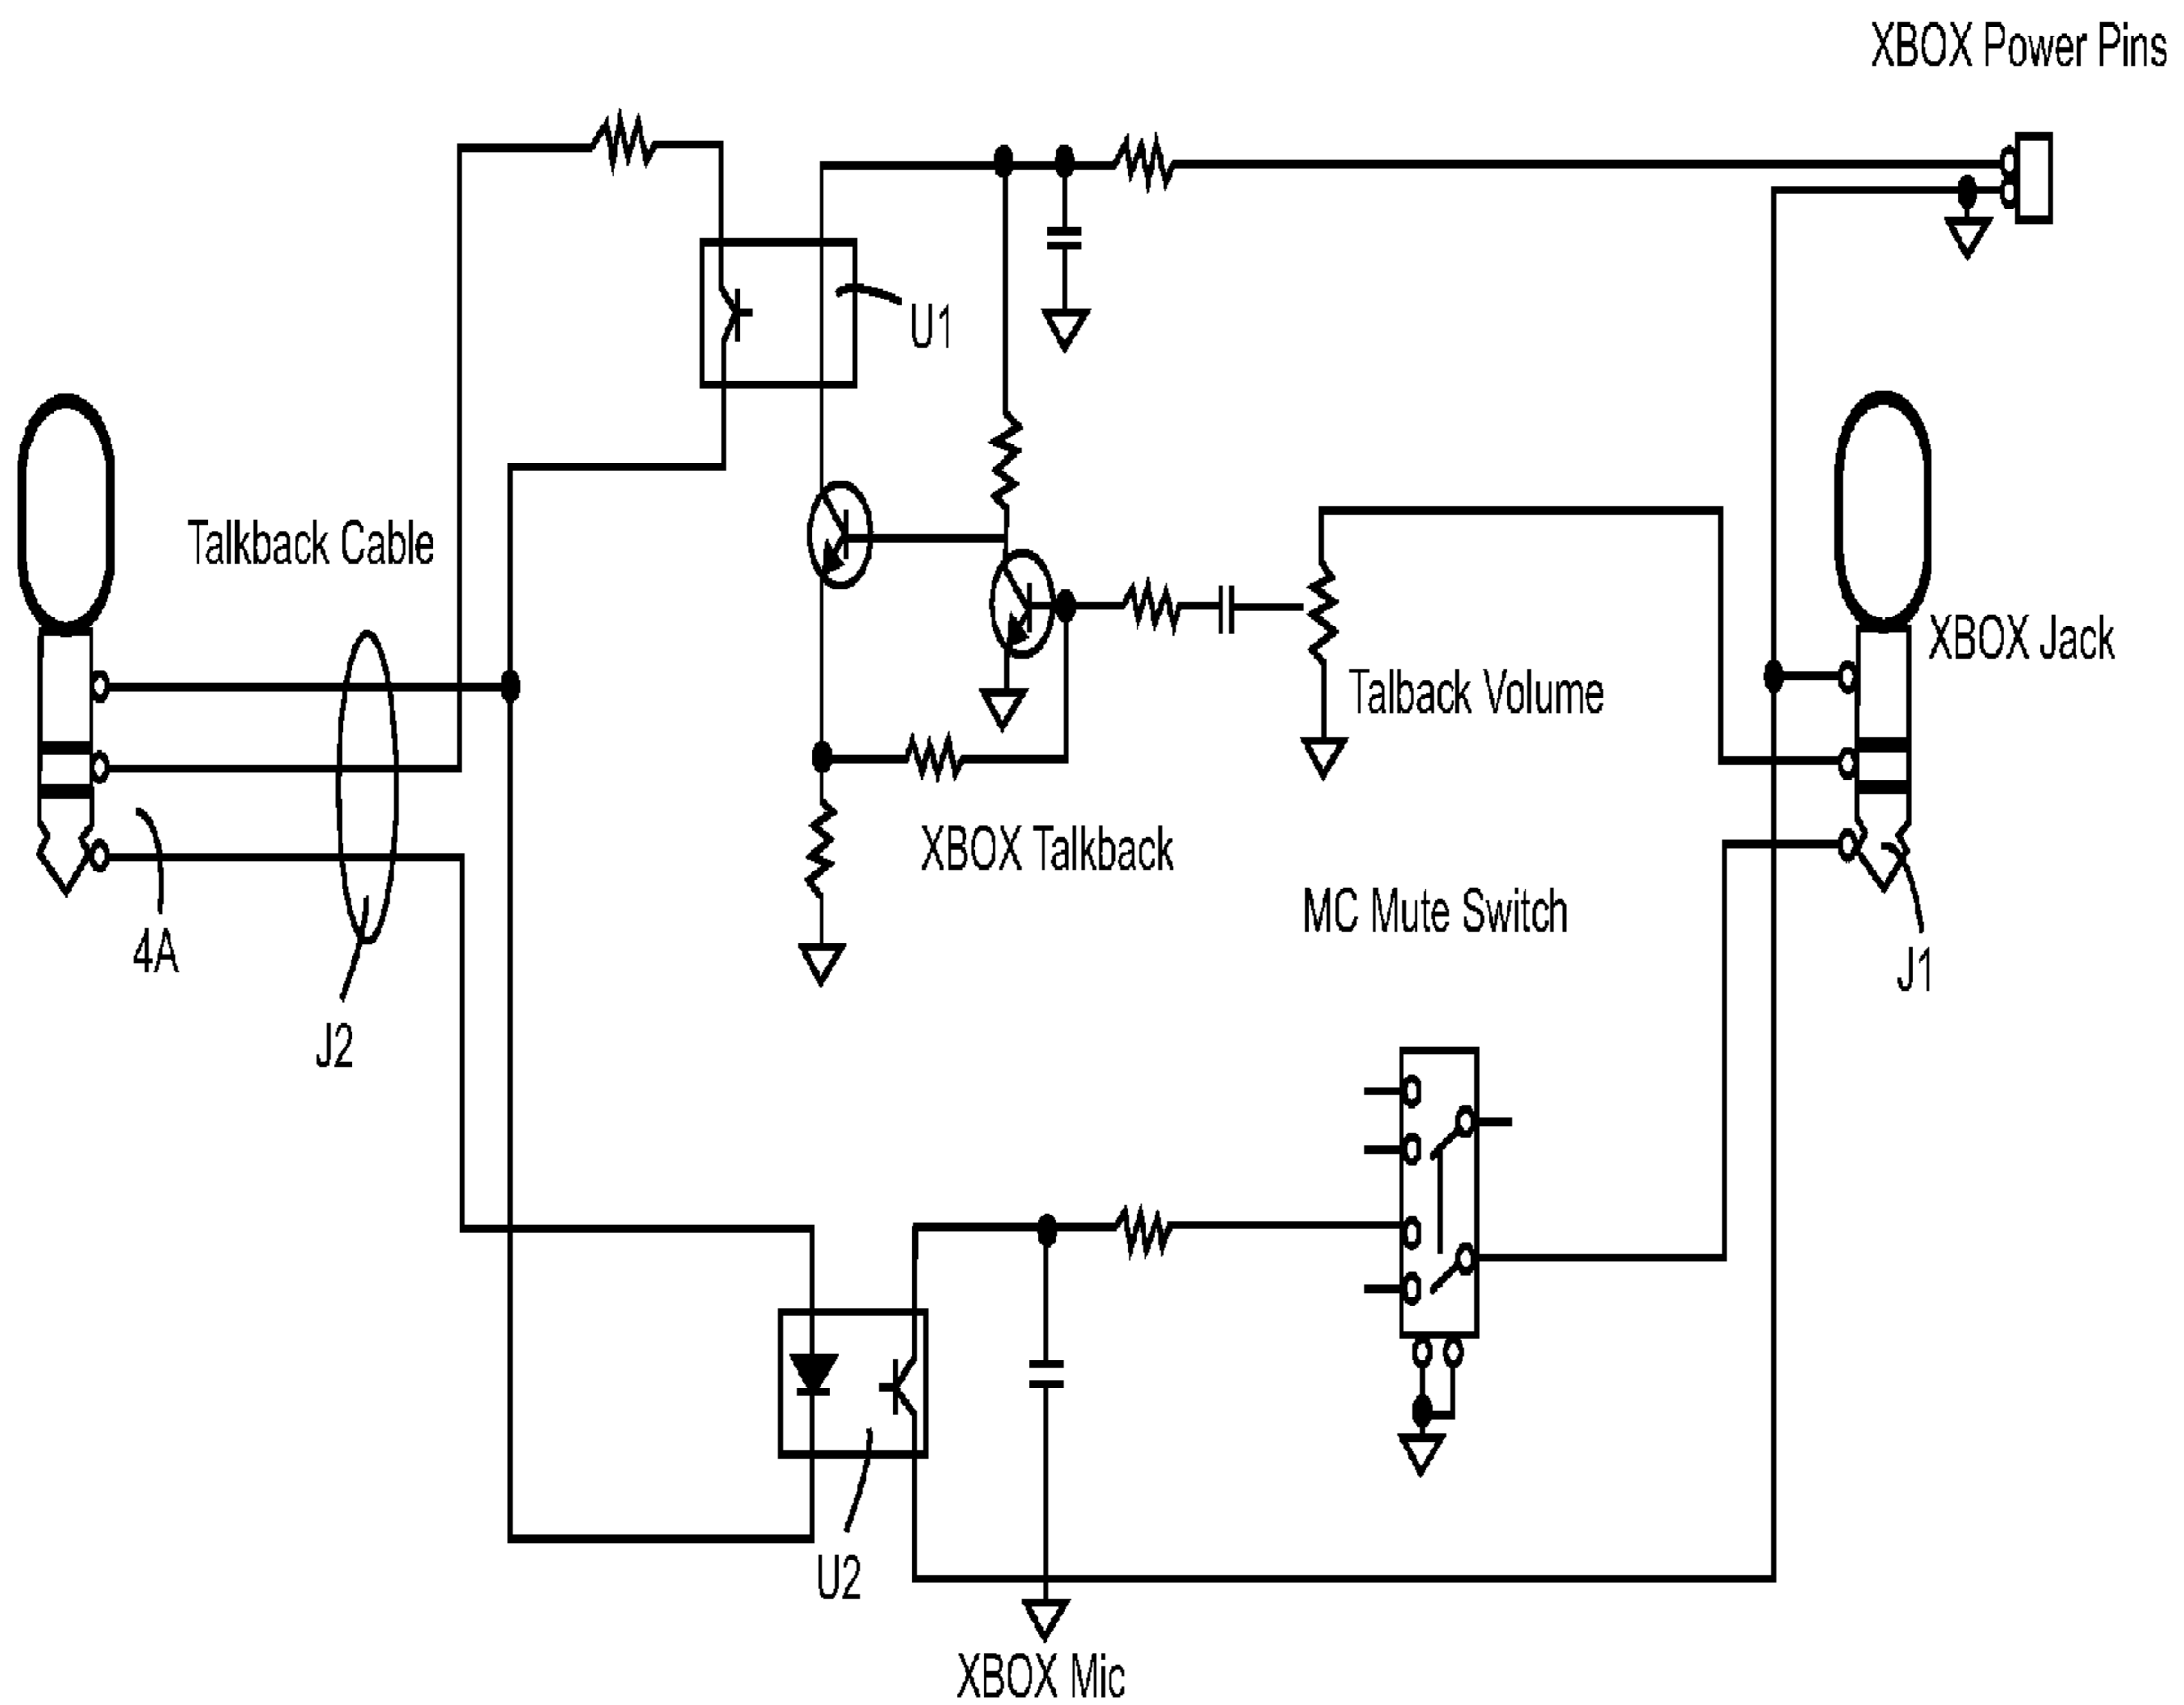 XBOX Power Pins
U1
Talkback Cable
XBOX Jack
Talback Volume
XBOX Talkback
MC Mute Switch
4A
J1
J2
U2
XBOX Mic